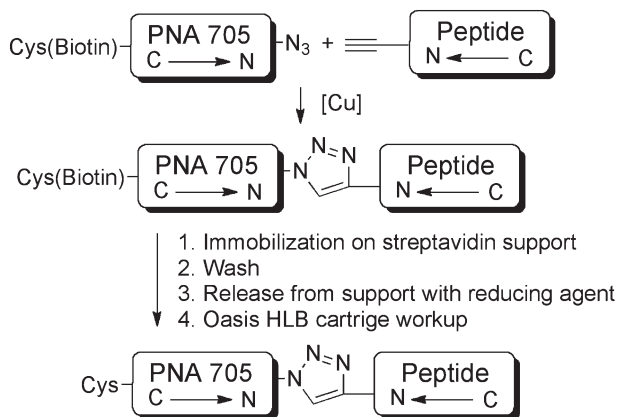 Cys(Biotin) PNA 705 C N N3 + Peptide N C
[Cu]
Cys(Biotin) PNA 705 C N N N N Peptide N C
1. Immobilization on streptavidin support
2. Wash
3. Release from support with reducing agent
4. Oasis HLB cartrige workup
Cys PNA 705 C N N N N Peptide N C